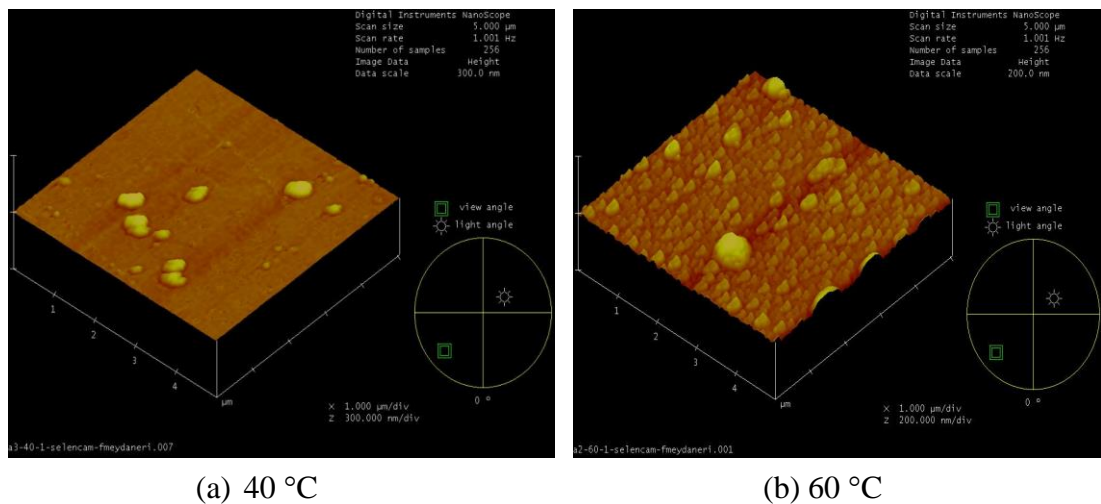 Digital Instruments NanoScope
Scan size 5.000 µm
Scan rate 1.001 Hz
Number of samples 256
Image Data Height
Data scale 300.0 nm
view angle
light angle
1
2
3
4
µm
0 °
X 1.000 µm/div
Z 300.000 nm/div
a3-40-1-selencam-fmeydaneri.007
(a) 40 °C
Digital Instruments NanoScope
Scan size 5.000 µm
Scan rate 1.001 Hz
Number of samples 256
Image Data Height
Data scale 200.0 nm
view angle
light angle
1
2
3
4
µm
0 °
X 1.000 µm/div
Z 200.000 nm/div
a2-60-1-selencam-fmeydaneri.001
(b) 60 °C